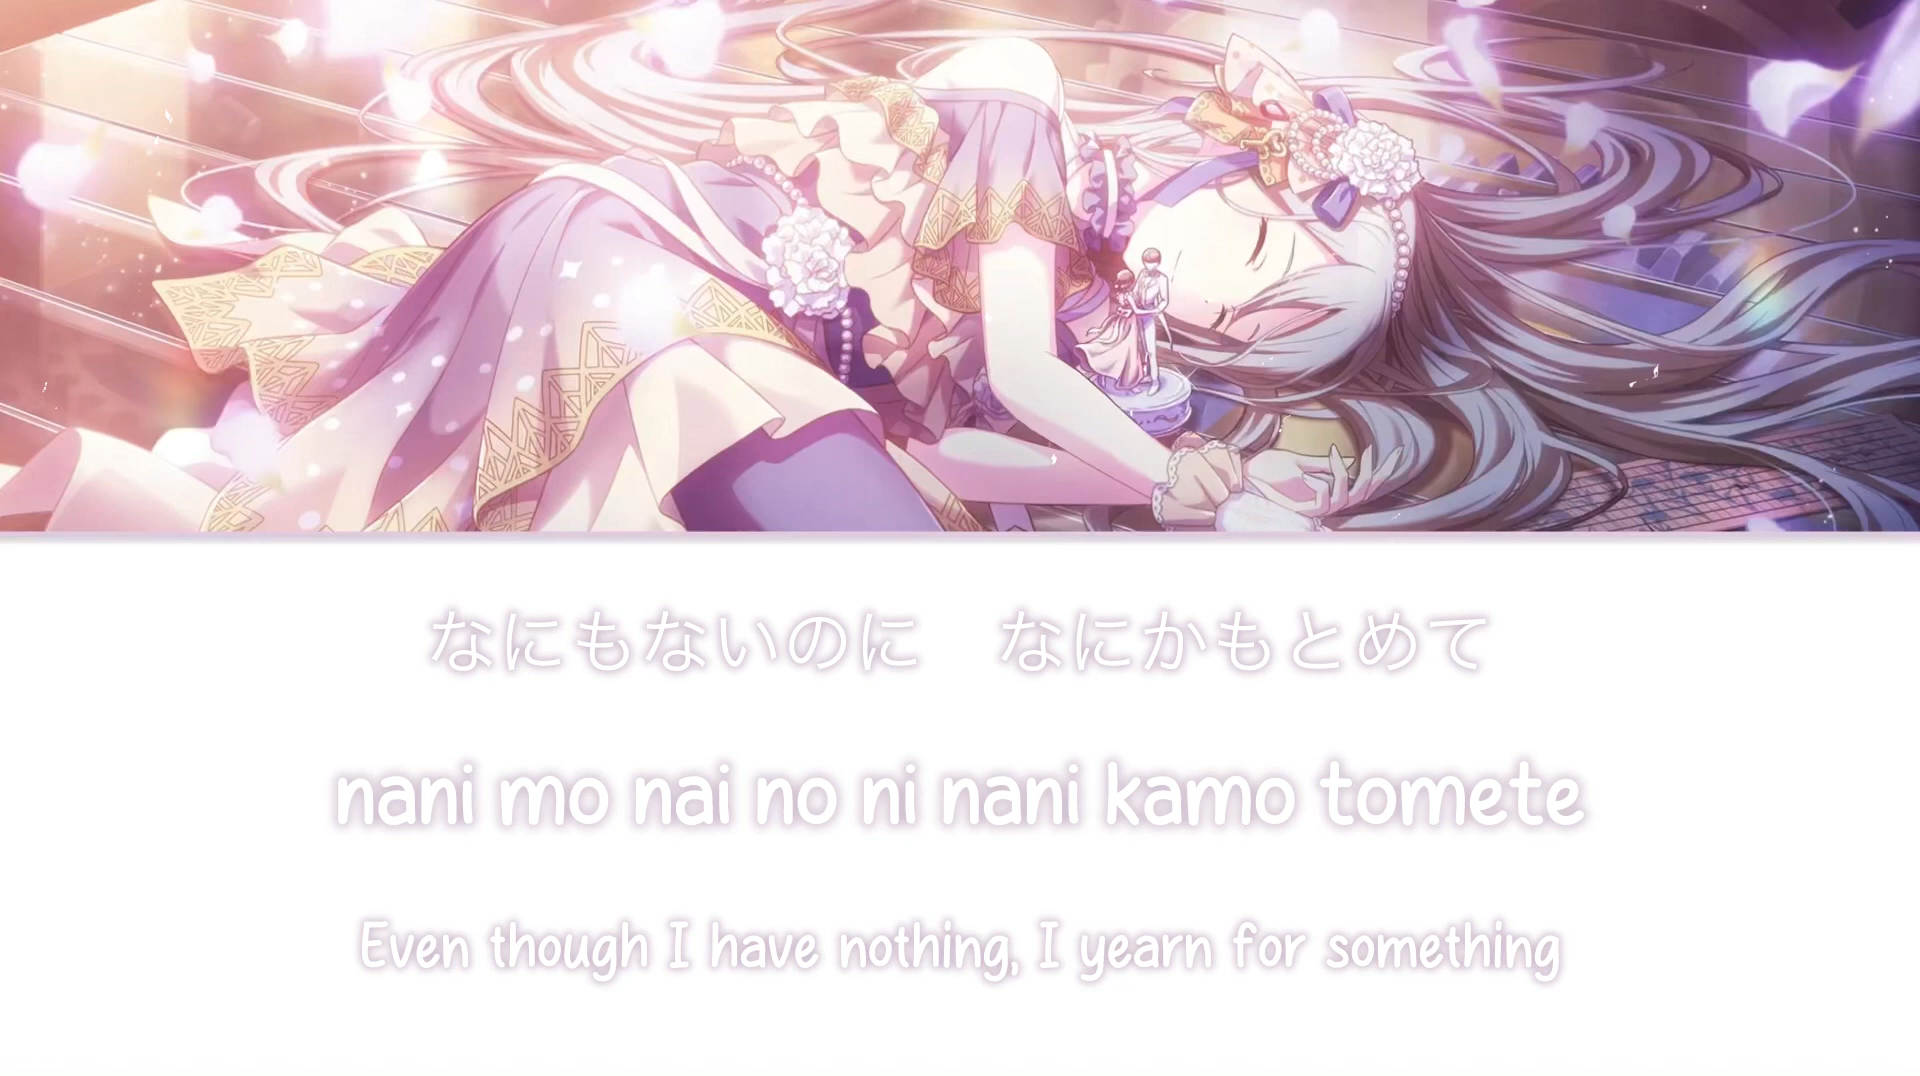 なにもないのに　なにかもとめて
nani mo nai no ni nani kamo tomete
Even though I have nothing, I yearn for something